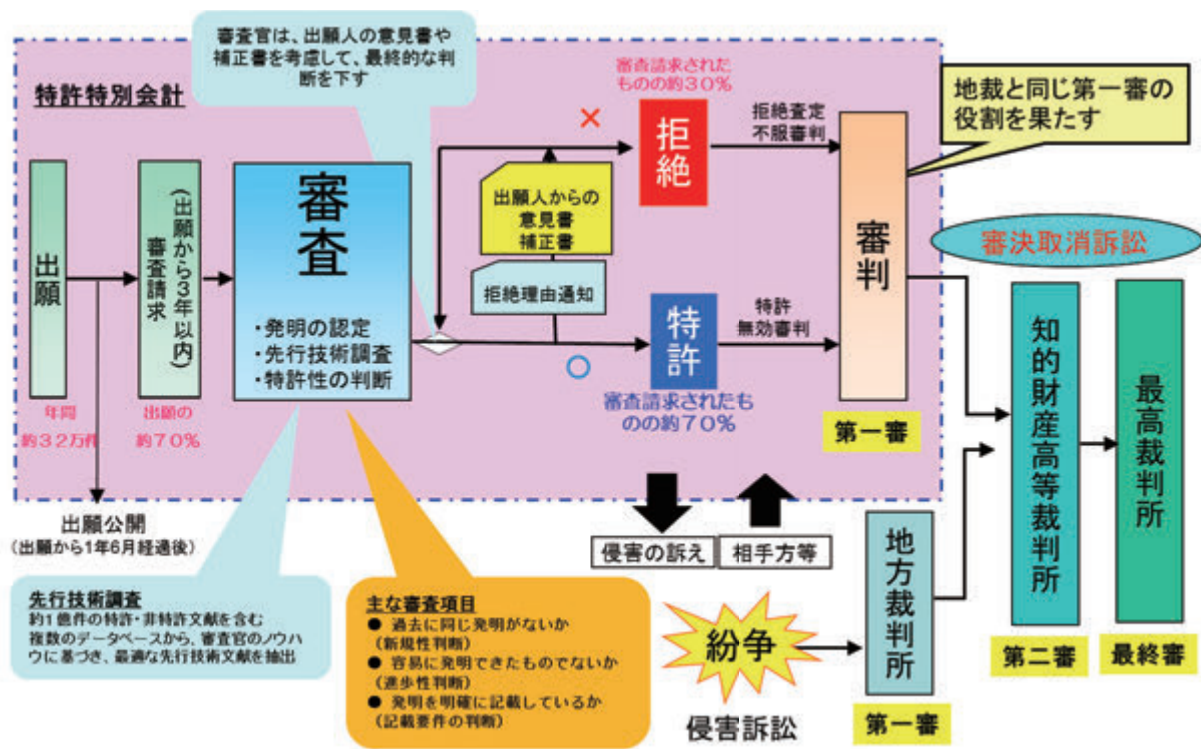 審査官は、出願人の意見書や
補正書を考慮して、最終的な判
断を下す
特許特別会計
審査請求された
ものの約30%
地裁と同じ第一審の
役割を果たす
×
拒絶
拒絶査定
不服審判
出願
審査請求
(出願から3年以内)
審査
・発明の認定
・先行技術調査
・特許性の判断
出願人からの
意見書
補正書
拒絶理由通知
○
特許
特許
無効審判
審査請求されたも
のの約70%
審判
第一審
審決取消訴訟
年間
約32万件
出願の
約70%
出願公開
(出願から1年6月経過後)
侵害の訴え
相手方等
知的財産高等裁判所
第二審
最高裁判所
最終審
先行技術調査
約1億件の特許・非特許文献を含む
複数のデータベースから、審査官のノウハ
ウに基づき、最適な先行技術文献を抽出
主な審査項目
● 過去に同じ発明がないか
(新規性判断)
● 容易に発明できたものでないか
(進歩性判断)
● 発明を明確に記載しているか
(記載要件の判断)
紛争
侵害訴訟
地方裁判所
第一審